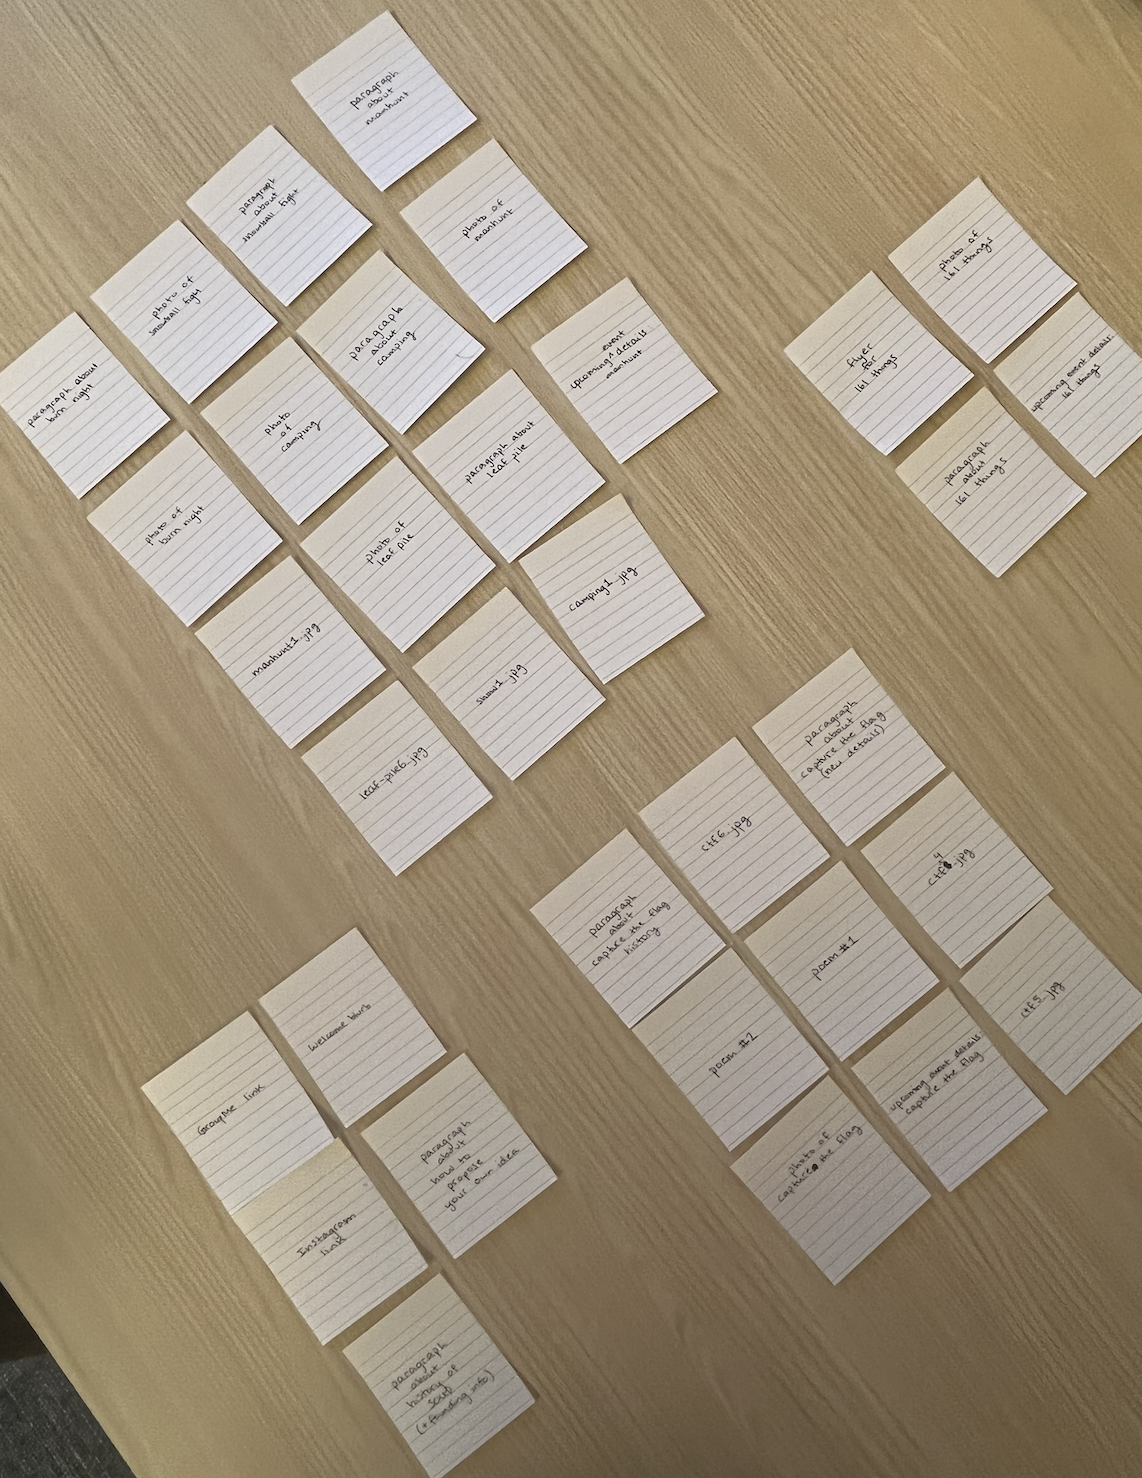 paragraph
about
manhunt
paragraph
about
snowball fight
photo of
manhunt
photo of
snowball figh
paragraph
about
camping
event
upcoming details
manhunt
paragraph about
burn night
photo
of
camping
paragraph about
leaf pile
photo of
burn night
photo of
leaf pile
camping1.jpg
manhunt1.jpg
snow1.jpg
leaf-pile6.jpg
photo of
161 things
flyer
for
161 things
upcoming event details
161 things
paragraph
about
161 things
paragraph
about
capture the flag
(new details)
ctf6.jpg
ctf4.jpg
paragraph
about
capture the flag
history
poem #1
ctf5.jpg
poem #2
upcoming event details
capture the flag
photo of
capture the flag
Welcome blurb
GroupMe link
paragraph
about
how to
propose
your own idea
Instagram
link
paragraph
about
history of
(+ founding info)